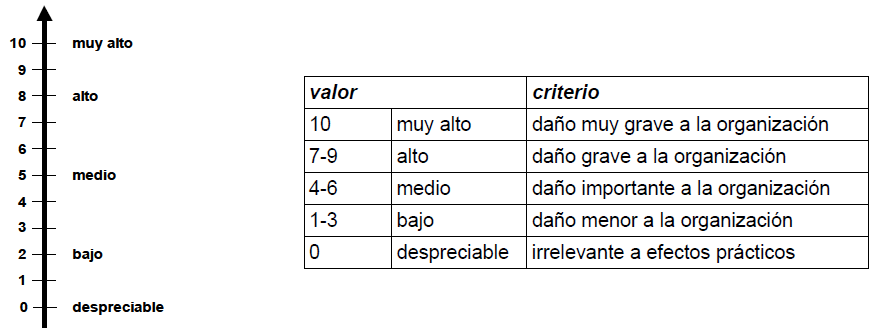 10 muy alto
9
8 alto
7
6
5 medio
4
3
2 bajo
1
0 despreciable
valor criterio
10 muy alto daño muy grave a la organización
7-9 alto daño grave a la organización
4-6 medio daño importante a la organización
1-3 bajo daño menor a la organización
0 despreciable irrelevante a efectos prácticos